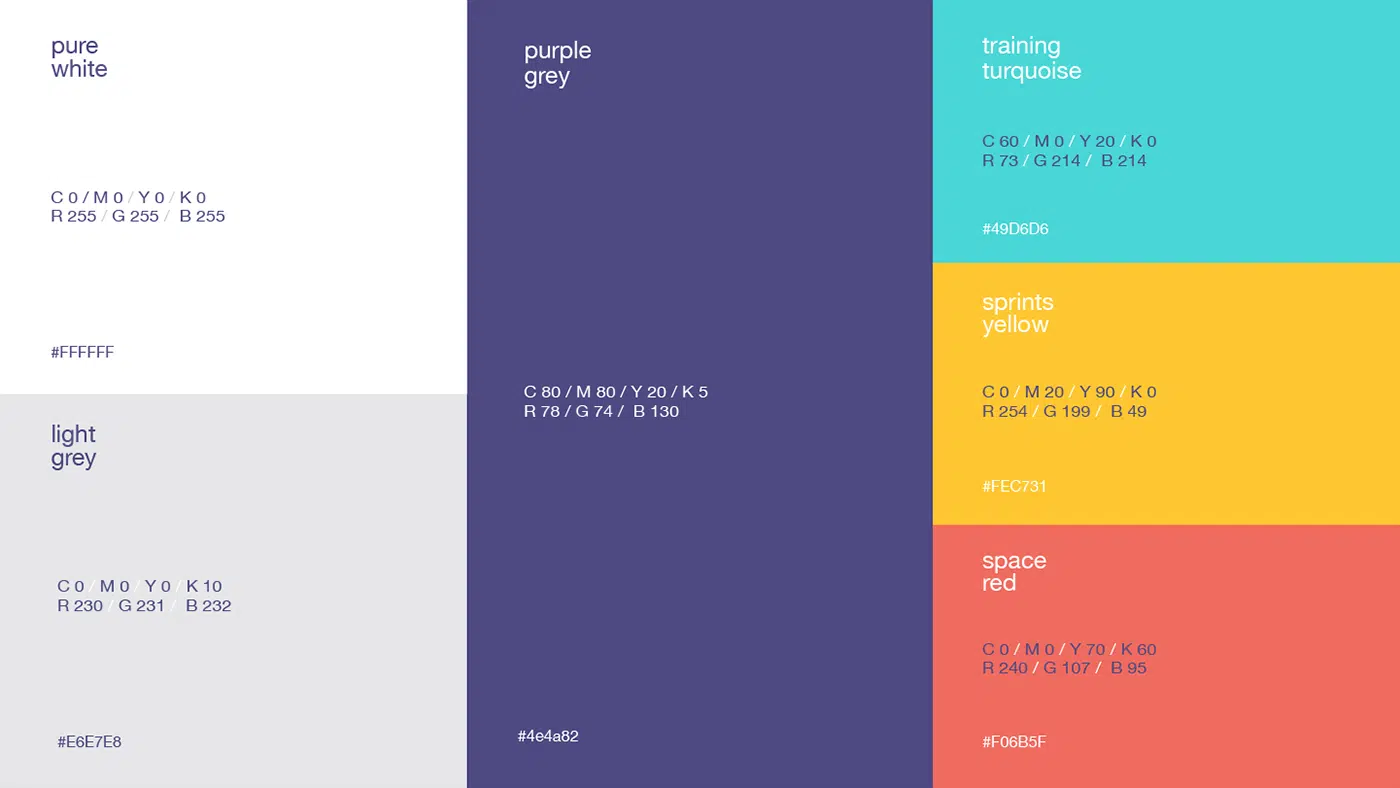 pure
white
C 0 / M 0 / Y 0 / K 0
R 255 / G 255 / B 255
#FFFFFF
light
grey
C 0 / M 0 / Y 0 / K 10
R 230 / G 231 / B 232
#E6E7E8
purple
grey
C 80 / M 80 / Y 20 / K 5
R 78 / G 74 / B 130
#4e4a82
training
turquoise
C 60 / M 0 / Y 20 / K 0
R 73 / G 214 / B 214
#49D6D6
sprints
yellow
C 0 / M 20 / Y 90 / K 0
R 254 / G 199 / B 49
#FEC731
space
red
C 0 / M 0 / Y 70 / K 60
R 240 / G 107 / B 95
#F06B5F